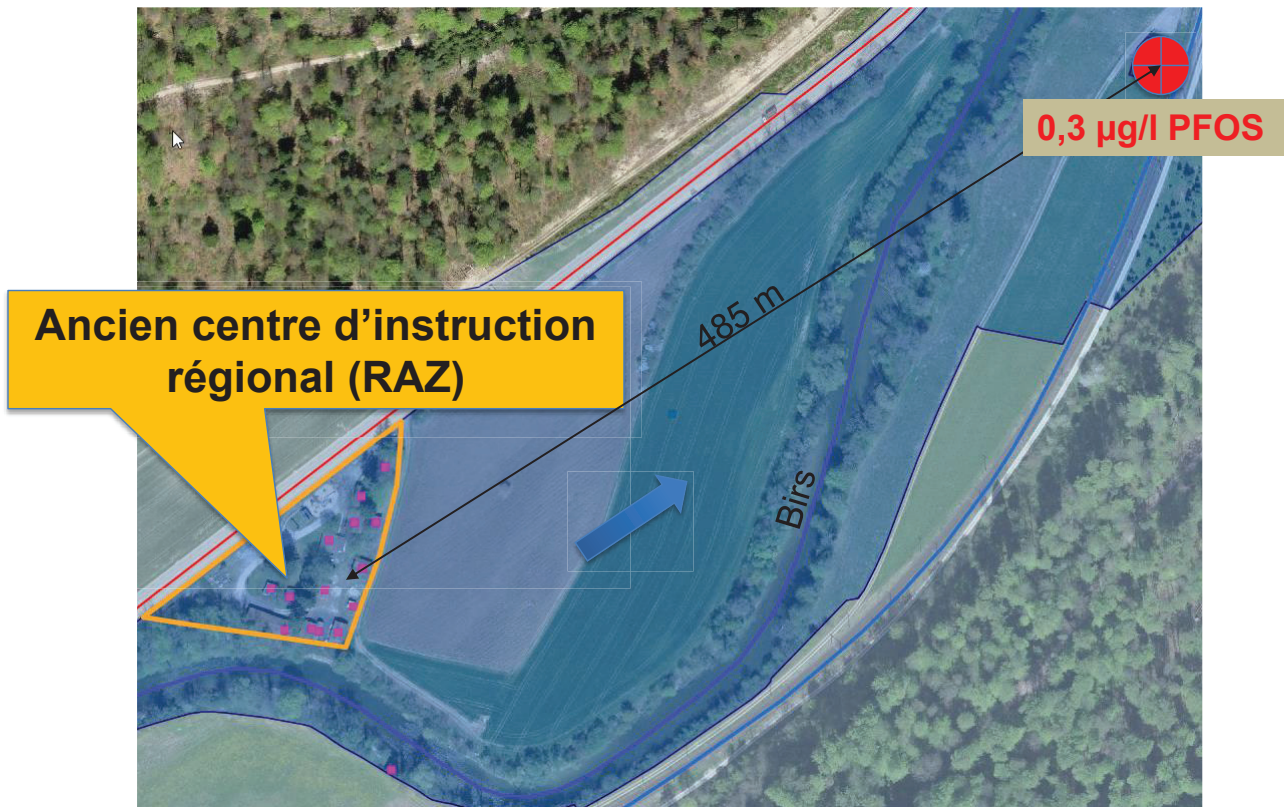 0,3 µg/l PFOS
Ancien centre d’instruction
régional (RAZ)
485 m
Birs